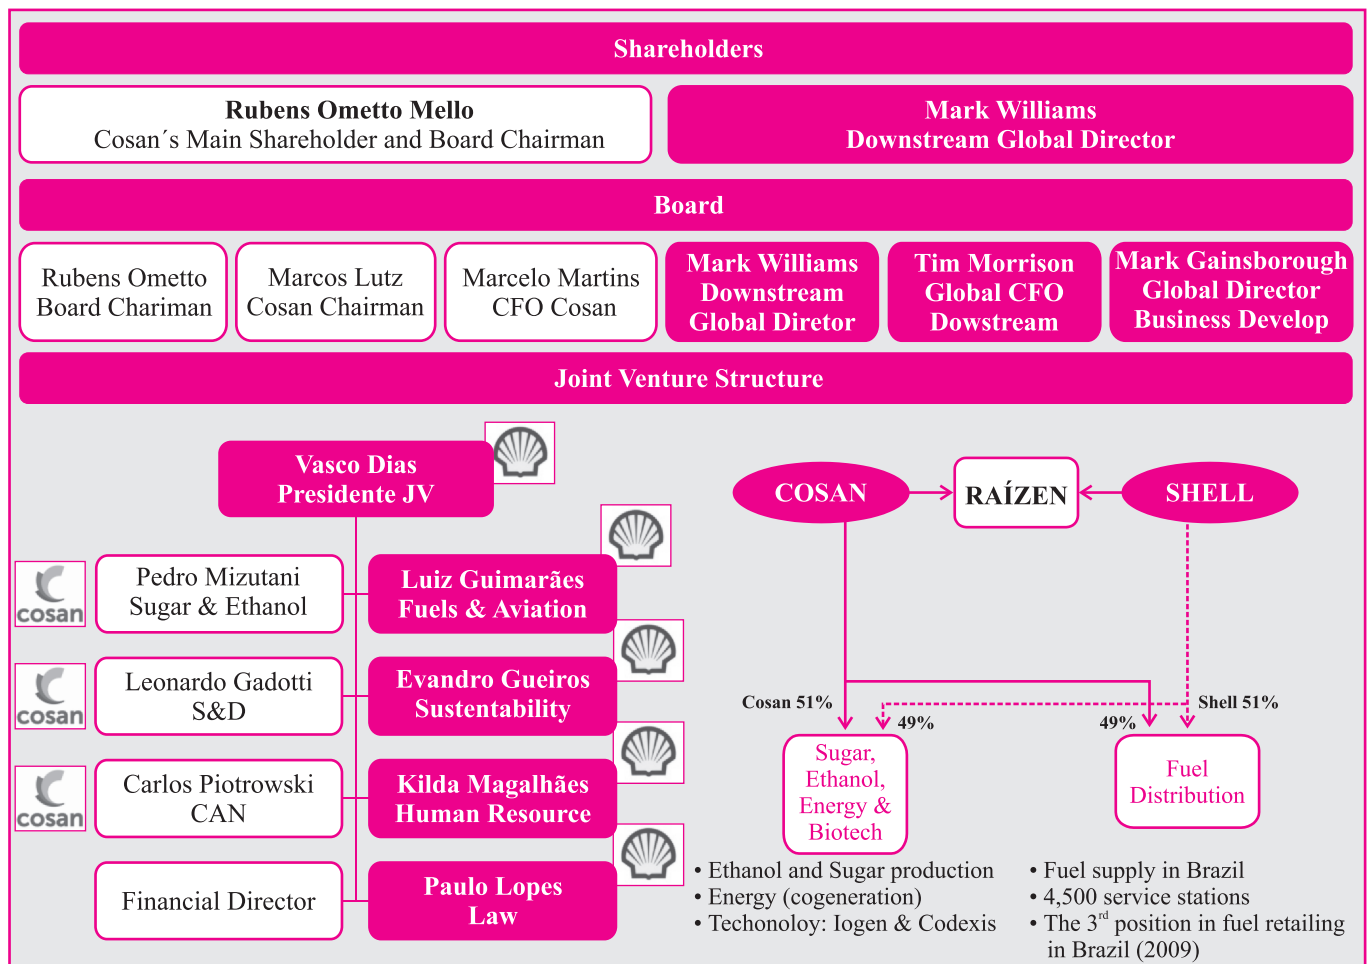 Shareholders
Rubens Ometto Mello
Cosan´s Main Shareholder and Board Chairman
Mark Williams
Downstream Global Director
Board
Rubens Ometto
Board Chariman
Marcos Lutz
Cosan Chairman
Marcelo Martins
CFO Cosan
Mark Williams
Downstream
Global Diretor
Tim Morrison
Global CFO
Dowstream
Mark Gainsborough
Global Director
Business Develop
Joint Venture Structure
Vasco Dias
Presidente JV
cosan
Pedro Mizutani
Sugar & Ethanol
Luiz Guimarães
Fuels & Aviation
cosan
Leonardo Gadotti
S&D
Evandro Gueiros
Sustentability
cosan
Carlos Piotrowski
CAN
Kilda Magalhães
Human Resource
Financial Director
Paulo Lopes
Law
COSAN
RAÍZEN
SHELL
Cosan 51%
49%
49%
Shell 51%
Sugar,
Ethanol,
Energy &
Biotech
Fuel
Distribution
• Ethanol and Sugar production
• Energy (cogeneration)
• Techonoloy: Iogen & Codexis
• Fuel supply in Brazil
• 4,500 service stations
• The 3rd position in fuel retailing
in Brazil (2009)